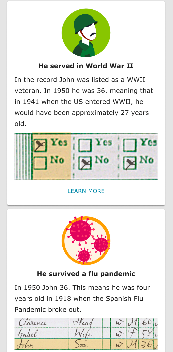 He served in World War II
In the record John was listed as a WWII
veteran. In 1950 he was 36, meaning that
in 1941 when the US entered WWII, he
would have been approximately 27 years
old.
Yes Yes Yes
No No No
LEARN MORE
He survived a flu pandemic
In 1950 John 36. This means he was four
years old in 1918 when the Spanish Flu
Pandemic broke out.
Clarence Head W M
Isabel Wife W F
John Son W M 36